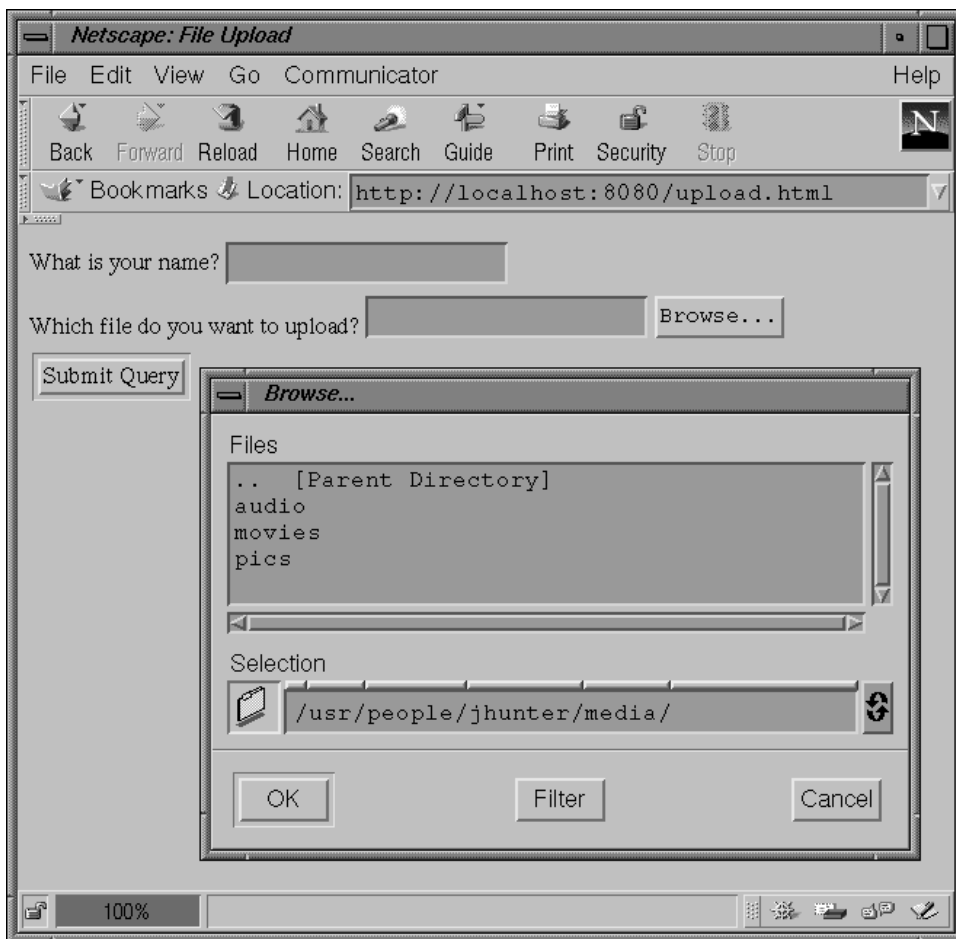 Netscape: File Upload
File Edit View Go Communicator Help
Back Forward Reload Home Search Guide Print Security Stop
N
Bookmarks Location: http://localhost:8080/upload.html
What is your name?
Which file do you want to upload? Browse...
Submit Query
Browse...
Files
.. [Parent Directory]
audio
movies
pics
Selection
/usr/people/jhunter/media/
OK Filter Cancel
100%